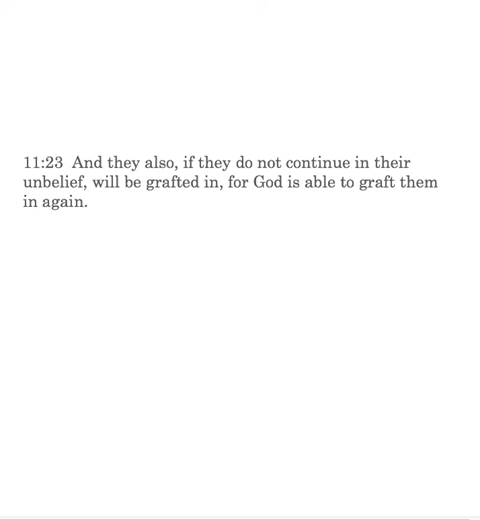 11:23 And they also, if they do not continue in their
unbelief, will be grafted in, for God is able to graft them
in again.